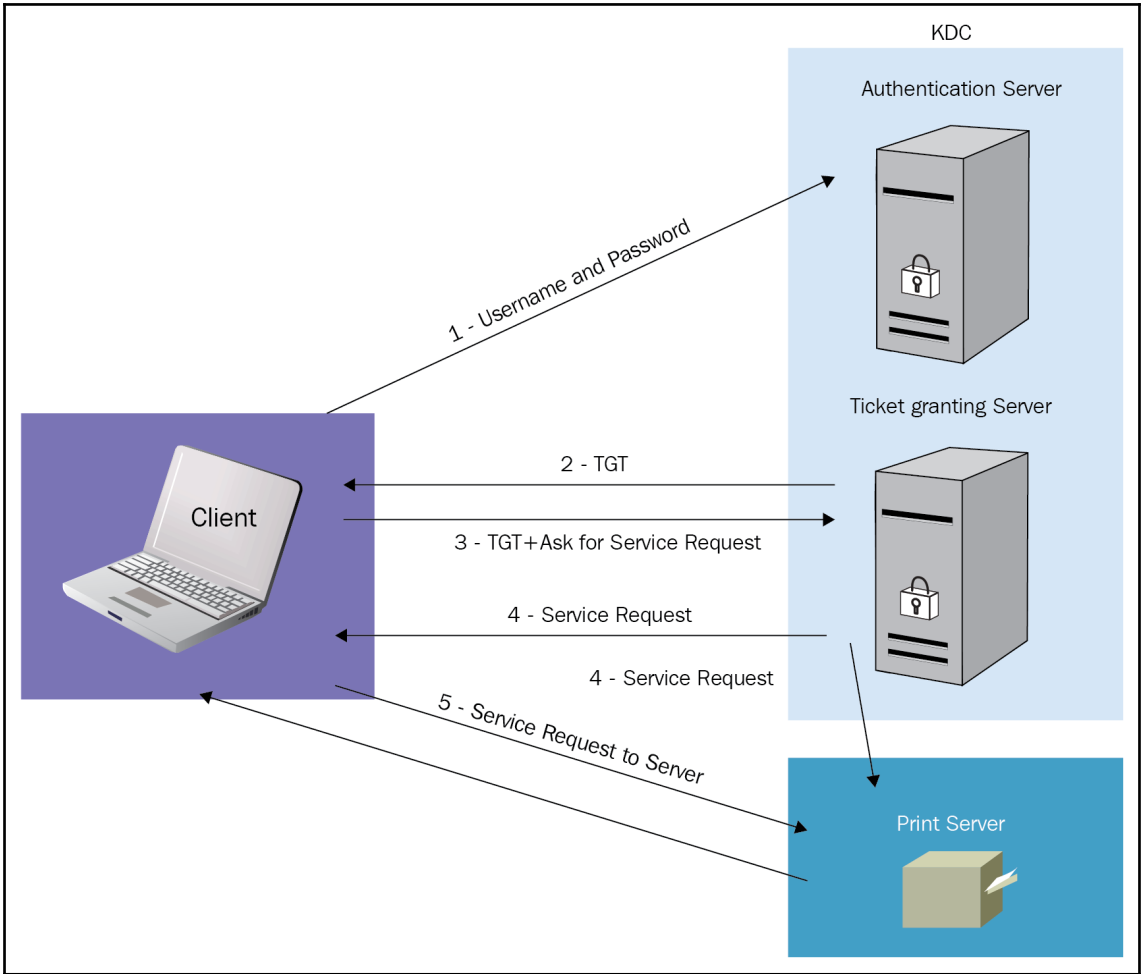 KDC
Authentication Server
1 - Username and Password
Ticket granting Server
2 - TGT
Client
3 - TGT+Ask for Service Request
4 - Service Request
4 - Service Request
5 - Service Request to Server
Print Server